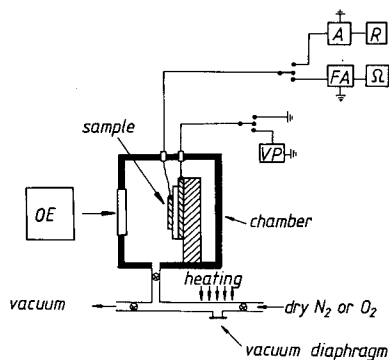 A R
FA Ω
sample
VP
OE
chamber
heating
vacuum
dry N₂ or O₂
vacuum diaphragm